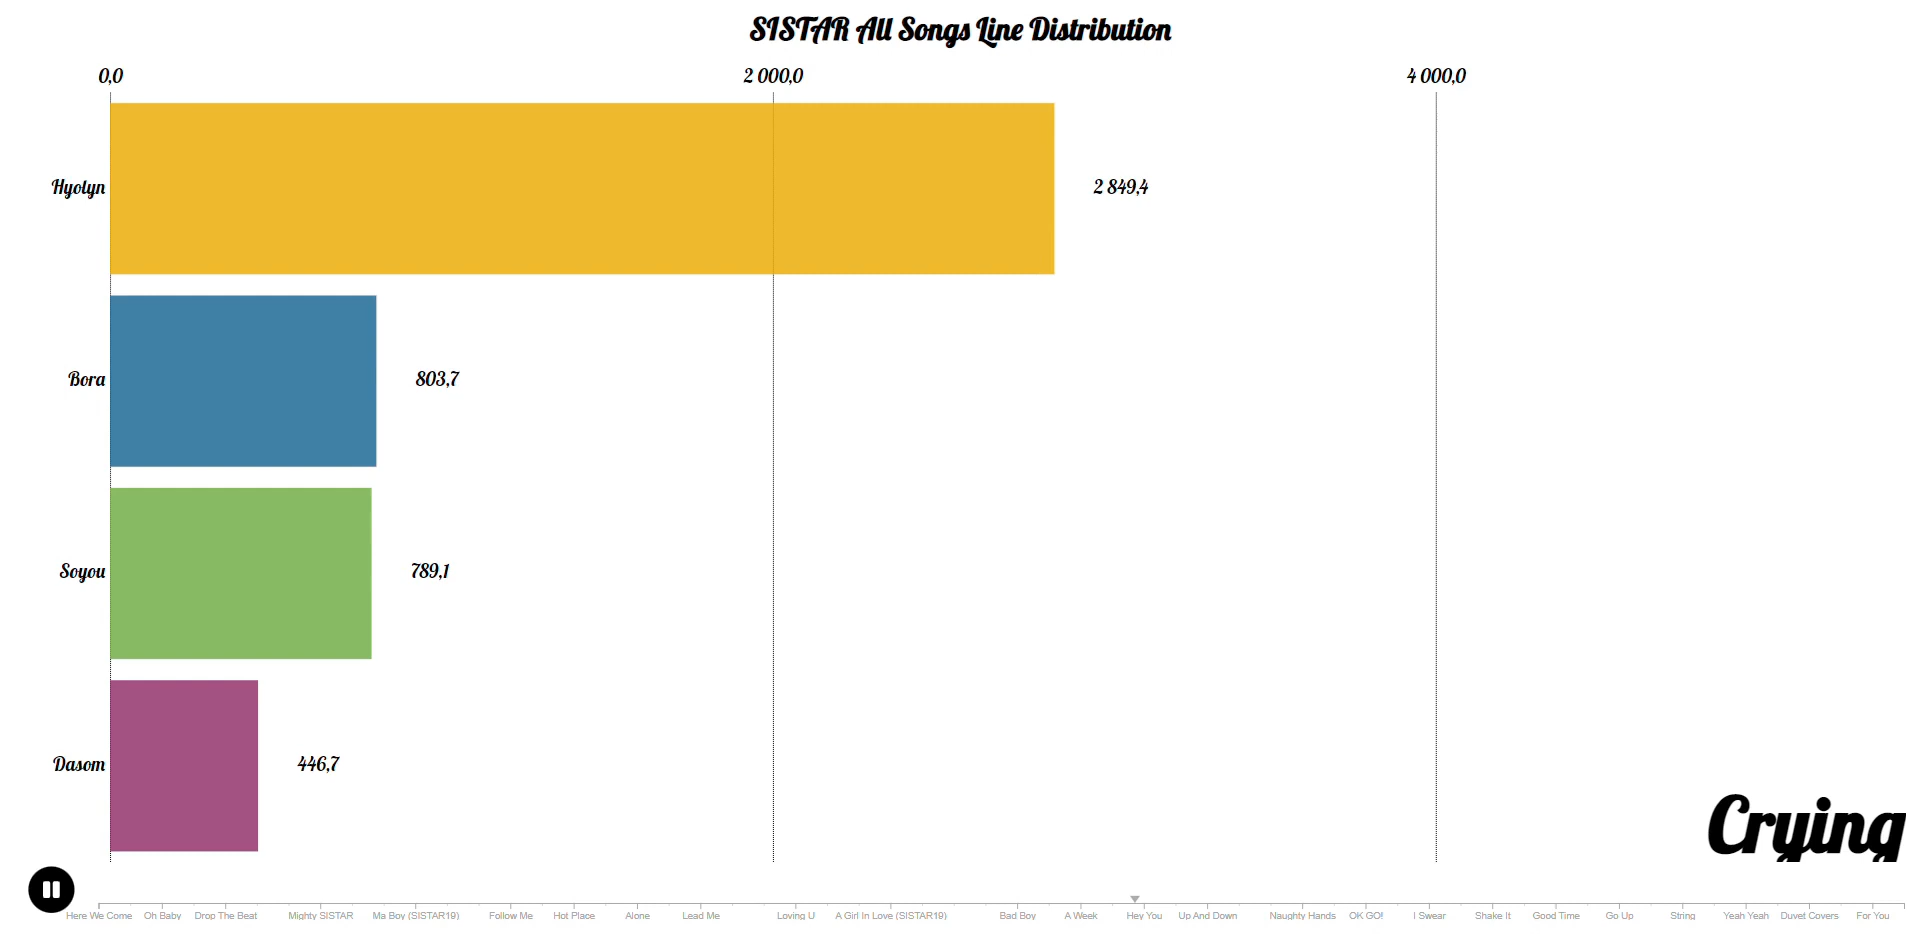 SISTAR All Songs Line Distribution
0,0 2 000,0 4 000,0
Hyolyn 2 849,4
Bora 803,7
Soyou 789,1
Dasom 446,7
Crying
Here We Come Oh Baby Drop The Beat Mighty SISTAR Ma Boy (SISTAR19) Follow Me Hot Place Alone Lead Me Loving U A Girl In Love (SISTAR19) Bad Boy A Week Hey You Up And Down Naughty Hands OK GO! I Swear Shake It Good Time Go Up String Yeah Yeah Duvet Covers For You